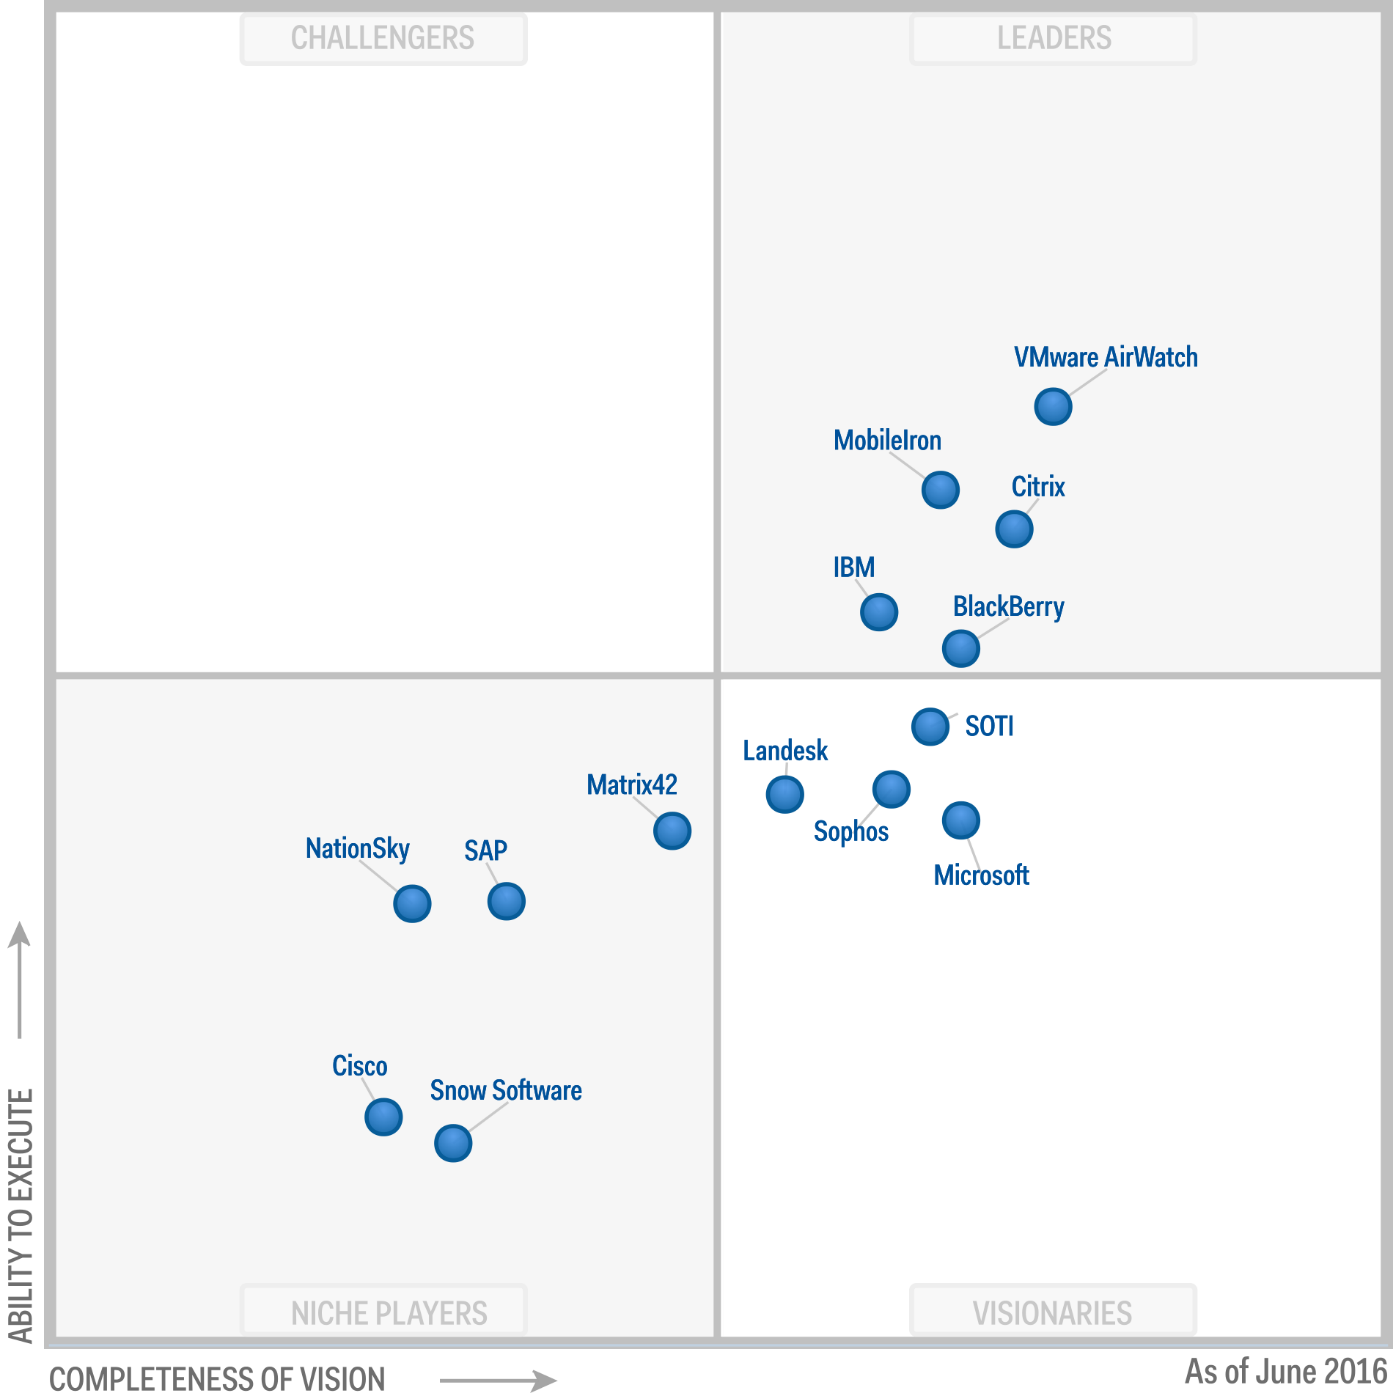 CHALLENGERS
LEADERS
VMware AirWatch
MobileIron
Citrix
IBM
BlackBerry
SOTI
Landesk
Matrix42
Sophos
NationSky
SAP
Microsoft
Cisco
Snow Software
ABILITY TO EXECUTE
NICHE PLAYERS
VISIONARIES
COMPLETENESS OF VISION
As of June 2016